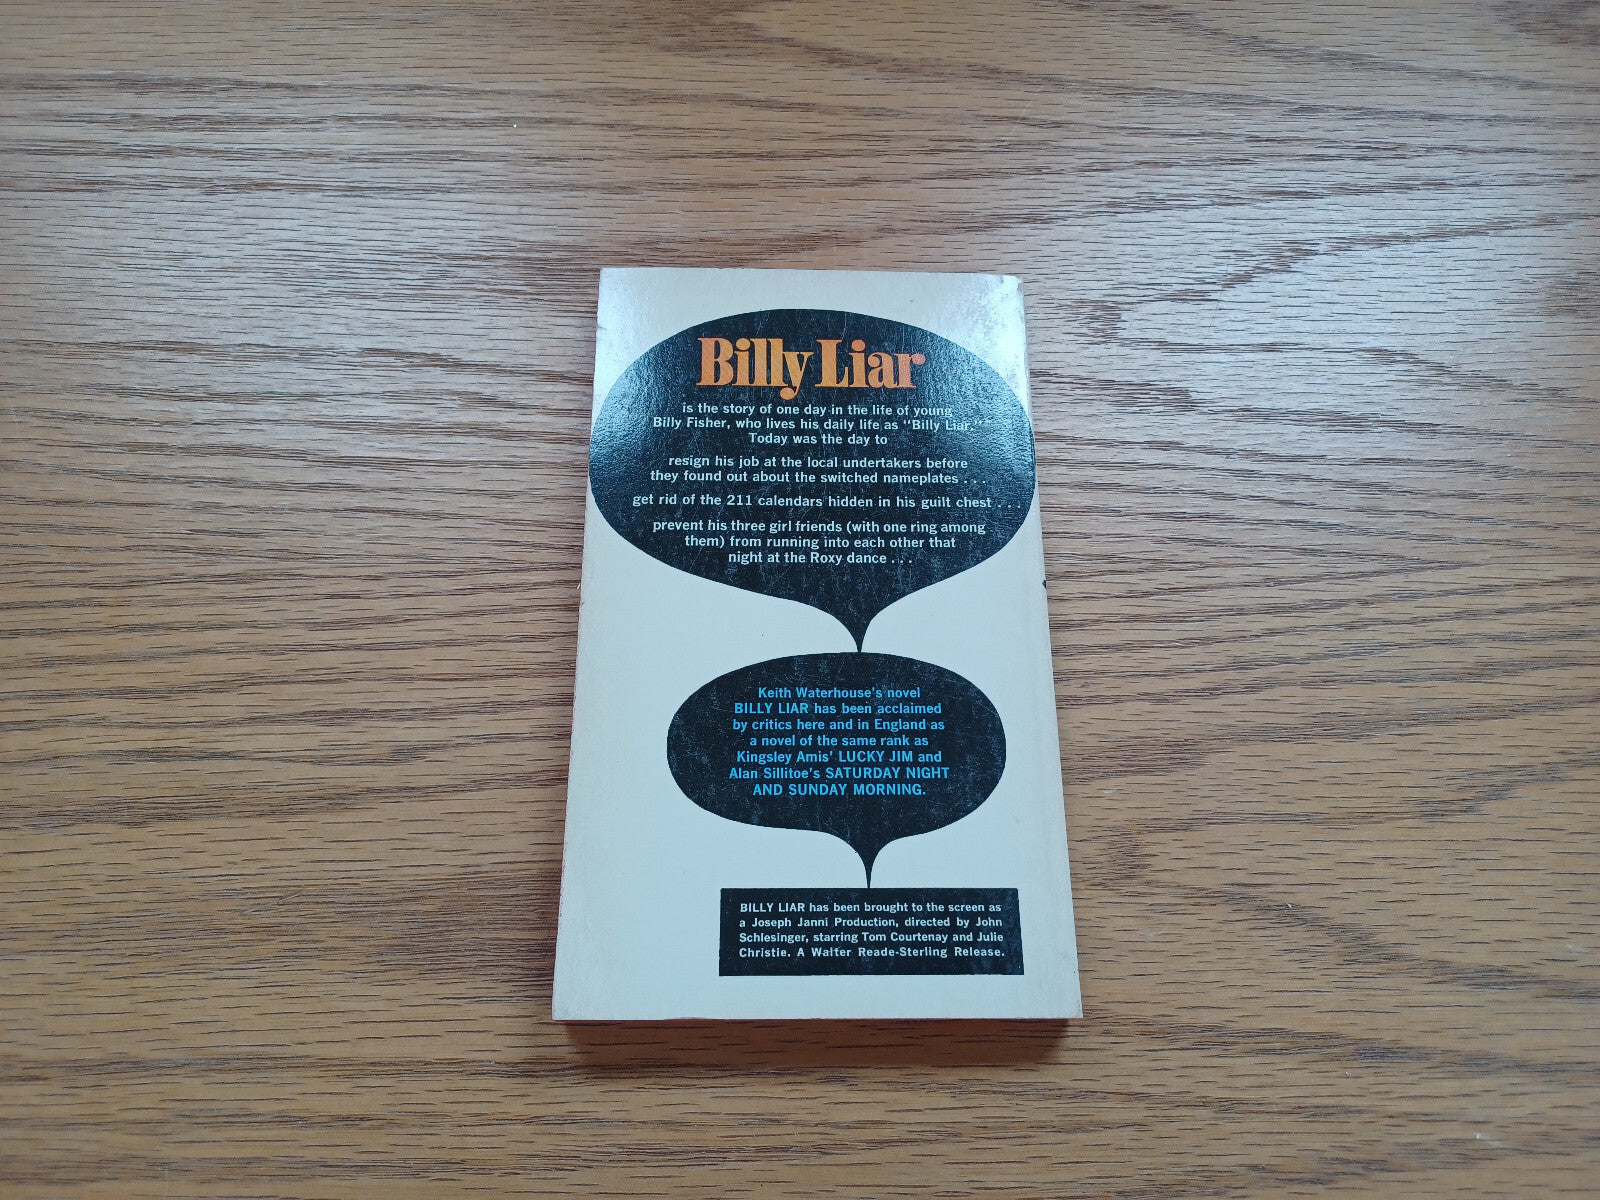 Billy Liar
is the story of one day in the life of young
Billy Fisher, who lives his daily life as "Billy Liar."
Today was the day to
resign his job at the local undertakers before
they found out about the switched nameplates . . .
get rid of the 211 calendars hidden in his guilt chest . . .
prevent his three girl friends (with one ring among
them) from running into each other that
night at the Roxy dance . . .
Keith Waterhouse's novel
BILLY LIAR has been acclaimed
by critics here and in England as
a novel of the same rank as
Kingsley Amis' LUCKY JIM and
Alan Sillitoe's SATURDAY NIGHT
AND SUNDAY MORNING.
BILLY LIAR has been brought to the screen as
a Joseph Janni Production, directed by John
Schlesinger, starring Tom Courtenay and Julie
Christie. A Walter Reade-Sterling Release.